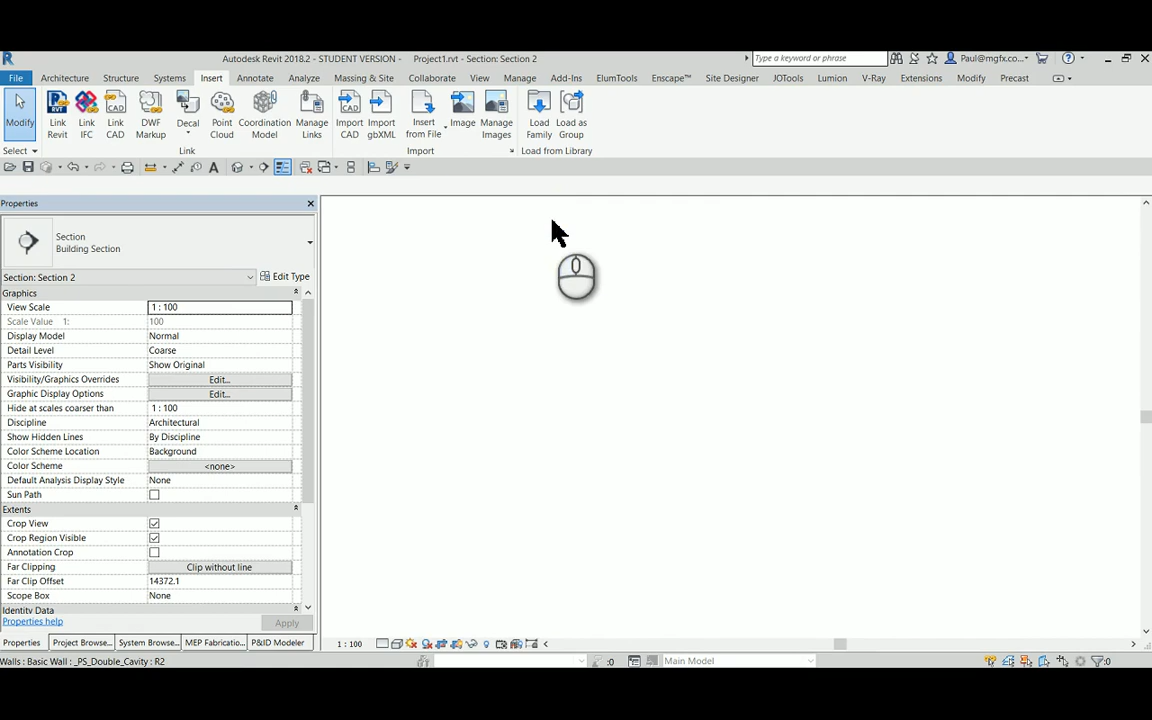 Autodesk Revit 2018.2 - STUDENT VERSION - Project1.rvt - Section: Section 2
Type a keyword or phrase
Paul@mgfx.co...
File Architecture Structure Systems Insert Annotate Analyze Massing & Site Collaborate View Manage Add-Ins ElumTools Enscape™ Site Designer JOTools Lumion V-Ray Extensions Modify Precast
Modify
Link Revit
Link IFC
Link CAD
DWF Markup
Decal
Point Cloud
Coordination Model
Manage Links
Import CAD
Import gbXML
Insert from File
Image
Manage Images
Load Family
Load as Group
Select Link Import Load from Library
Properties
Section
Building Section
Section: Section 2 Edit Type
Graphics
View Scale 1 : 100
Scale Value 1: 100
Display Model Normal
Detail Level Coarse
Parts Visibility Show Original
Visibility/Graphics Overrides Edit...
Graphic Display Options Edit...
Hide at scales coarser than 1 : 100
Discipline Architectural
Show Hidden Lines By Discipline
Color Scheme Location Background
Color Scheme <none>
Default Analysis Display Style None
Sun Path
Extents
Crop View
Crop Region Visible
Annotation Crop
Far Clipping Clip without line
Far Clip Offset 14372.1
Scope Box None
Identity Data
Properties help Apply
Properties Project Browse... System Browse... MEP Fabricatio... P&ID Modeler 1 : 100
Walls : Basic Wall : _PS_Double_Cavity : R2 :0 Main Model :0